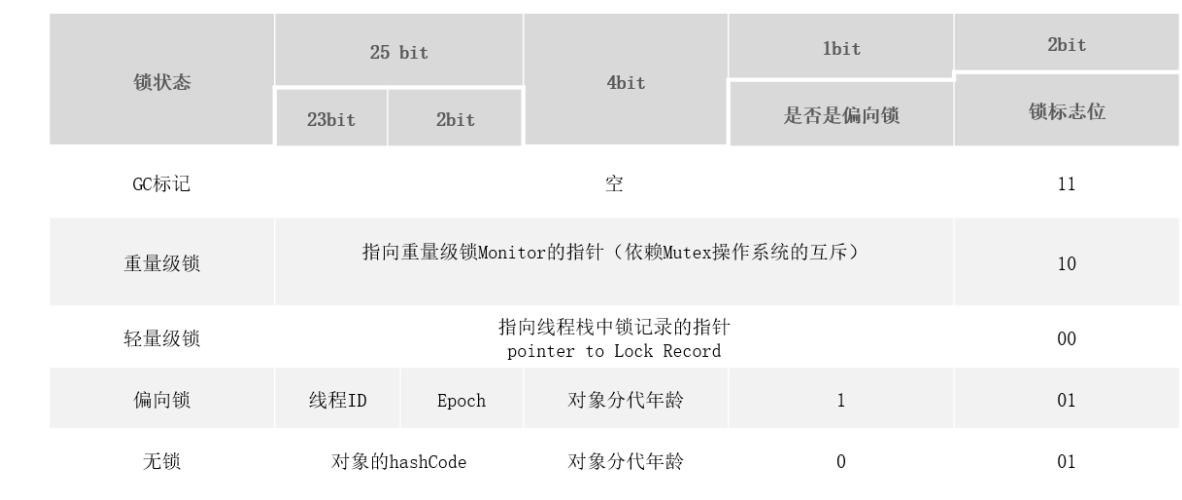 锁状态
25 bit
4bit
1bit
2bit
23bit
2bit
是否是偏向锁
锁标志位
GC标记
空
11
重量级锁
指向重量级锁Monitor的指针（依赖Mutex操作系统的互斥）
10
轻量级锁
指向线程栈中锁记录的指针
pointer to Lock Record
00
偏向锁
线程ID
Epoch
对象分代年龄
1
01
无锁
对象的hashCode
对象分代年龄
0
01